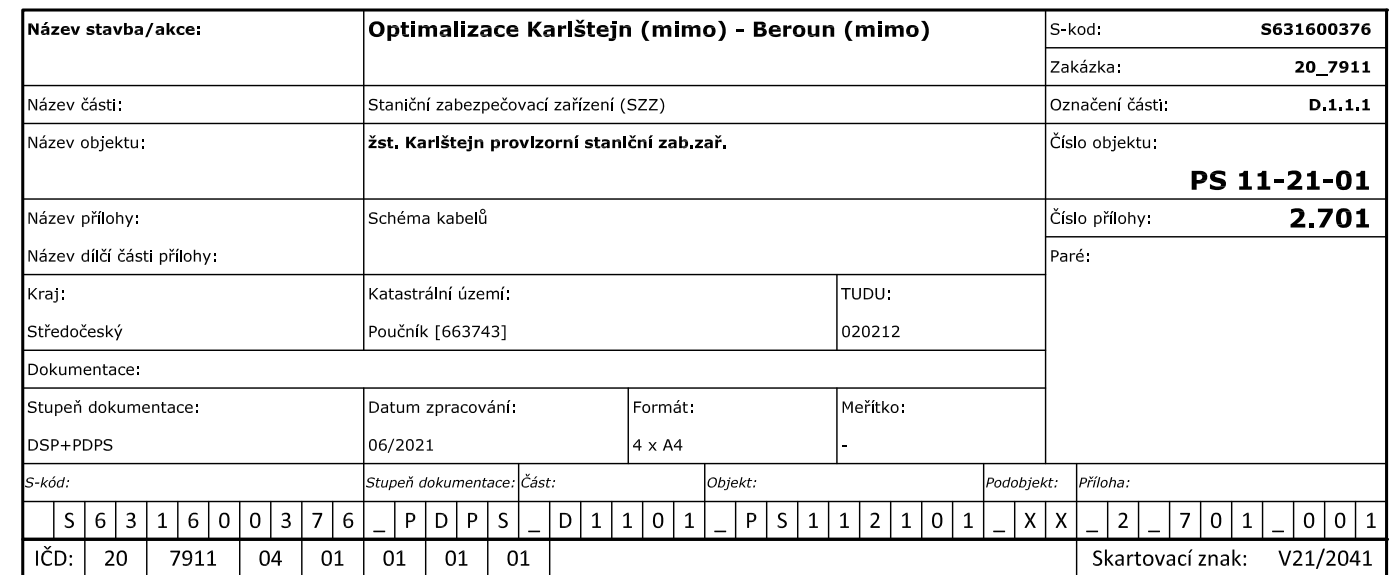 Název stavba/akce: Optimalizace Karlštejn (mimo) - Beroun (mimo) S-kod: S631600376
Zakázka: 20_7911
Název části: Staniční zabezpečovací zařízení (SZZ) Označení části: D.1.1.1
Název objektu: žst. Karlštejn provizorní staniční zab.zař. Číslo objektu:
PS 11-21-01
Název přílohy: Schéma kabelů Číslo přílohy: 2.701
Název dílčí části přílohy: Paré:
Kraj: Katastrální území: TUDU:
Středočeský Poučník [663743] 020212
Dokumentace:
Stupeň dokumentace: Datum zpracování: Formát: Meřítko:
DSP+PDPS 06/2021 4 x A4 -
S-kód: Stupeň dokumentace: Část: Objekt: Podobjekt: Příloha:
S 6 3 1 6 0 0 3 7 6 _ P D P S _ D 1 1 0 1 _ P S 1 1 2 1 0 1 _ X X _ 2 _ 7 0 1 _ 0 0 1
IČD: 20 7911 04 01 01 01 01 Skartovací znak: V21/2041